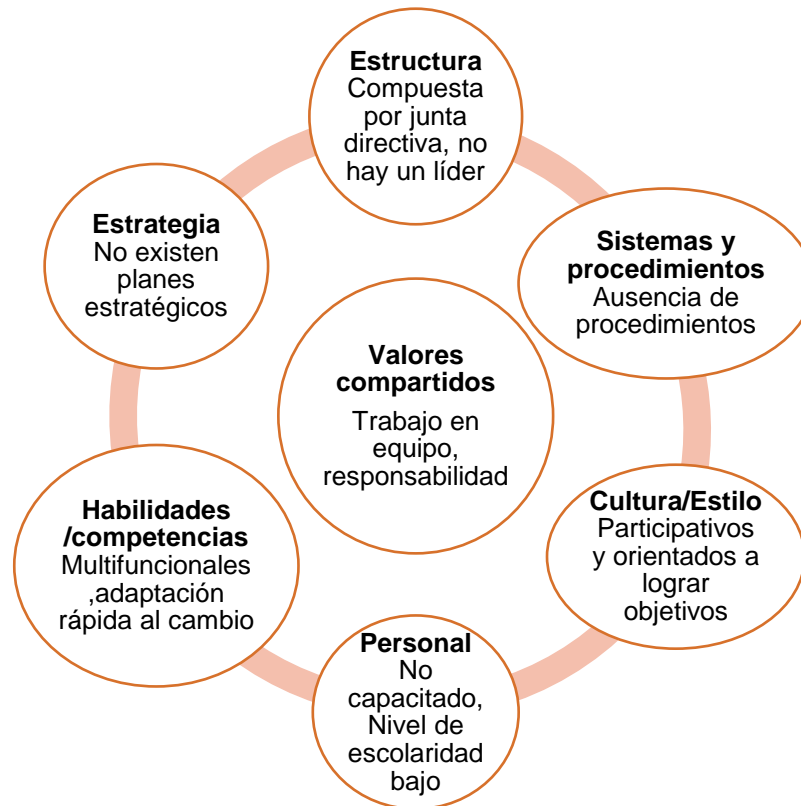 Estructura
Compuesta
por junta
directiva, no
hay un líder
Sistemas y
procedimientos
Ausencia de
procedimientos
Cultura/Estilo
Participativos
y orientados a
lograr
objetivos
Personal
No
capacitado,
Nivel de
escolaridad
bajo
Habilidades
/competencias
Multifuncionales
,adaptación
rápida al cambio
Estrategia
No existen
planes
estratégicos
Valores
compartidos
Trabajo en
equipo,
responsabilidad